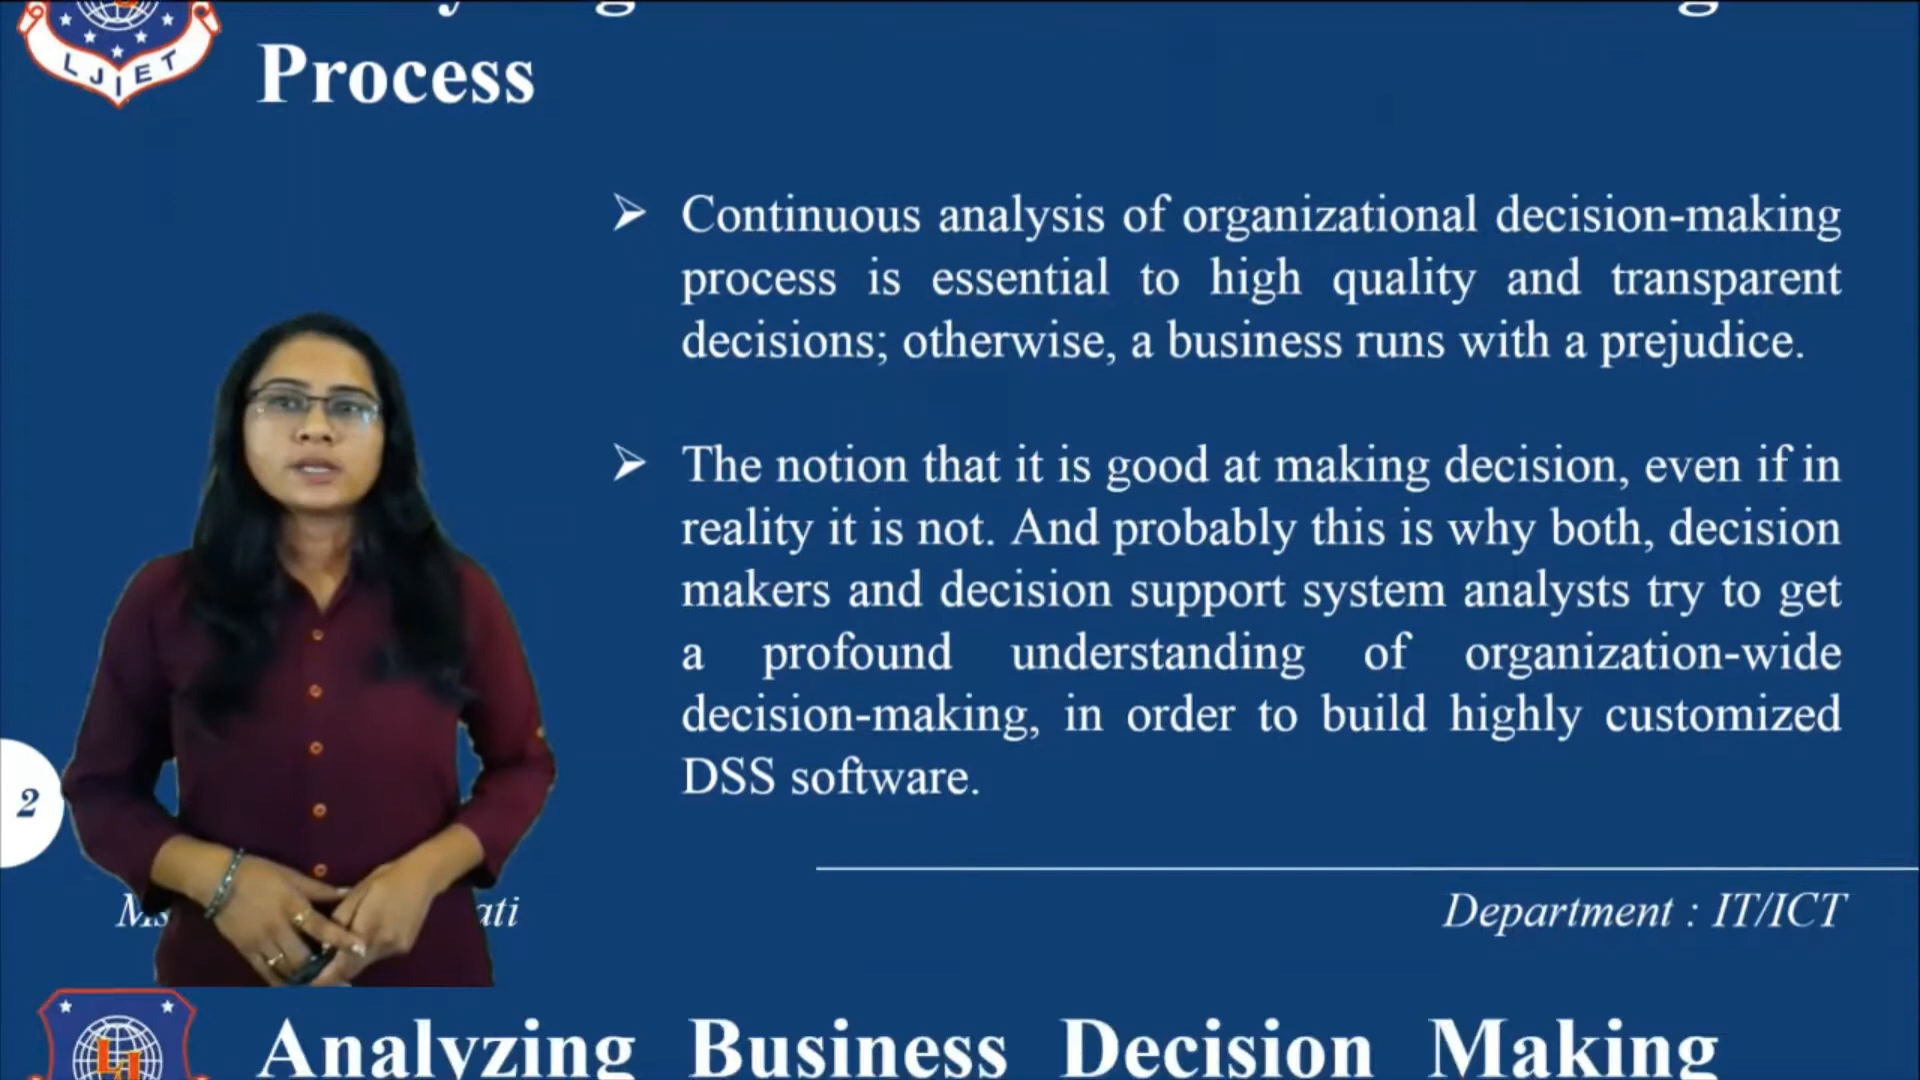 LJIET
Process
Continuous analysis of organizational decision-making
process is essential to high quality and transparent
decisions; otherwise, a business runs with a prejudice.
The notion that it is good at making decision, even if in
reality it is not. And probably this is why both, decision
makers and decision support system analysts try to get
a profound understanding of organization-wide
decision-making, in order to build highly customized
DSS software.
2
Department : IT/ICT
LJ
Analyzing Business Decision Making